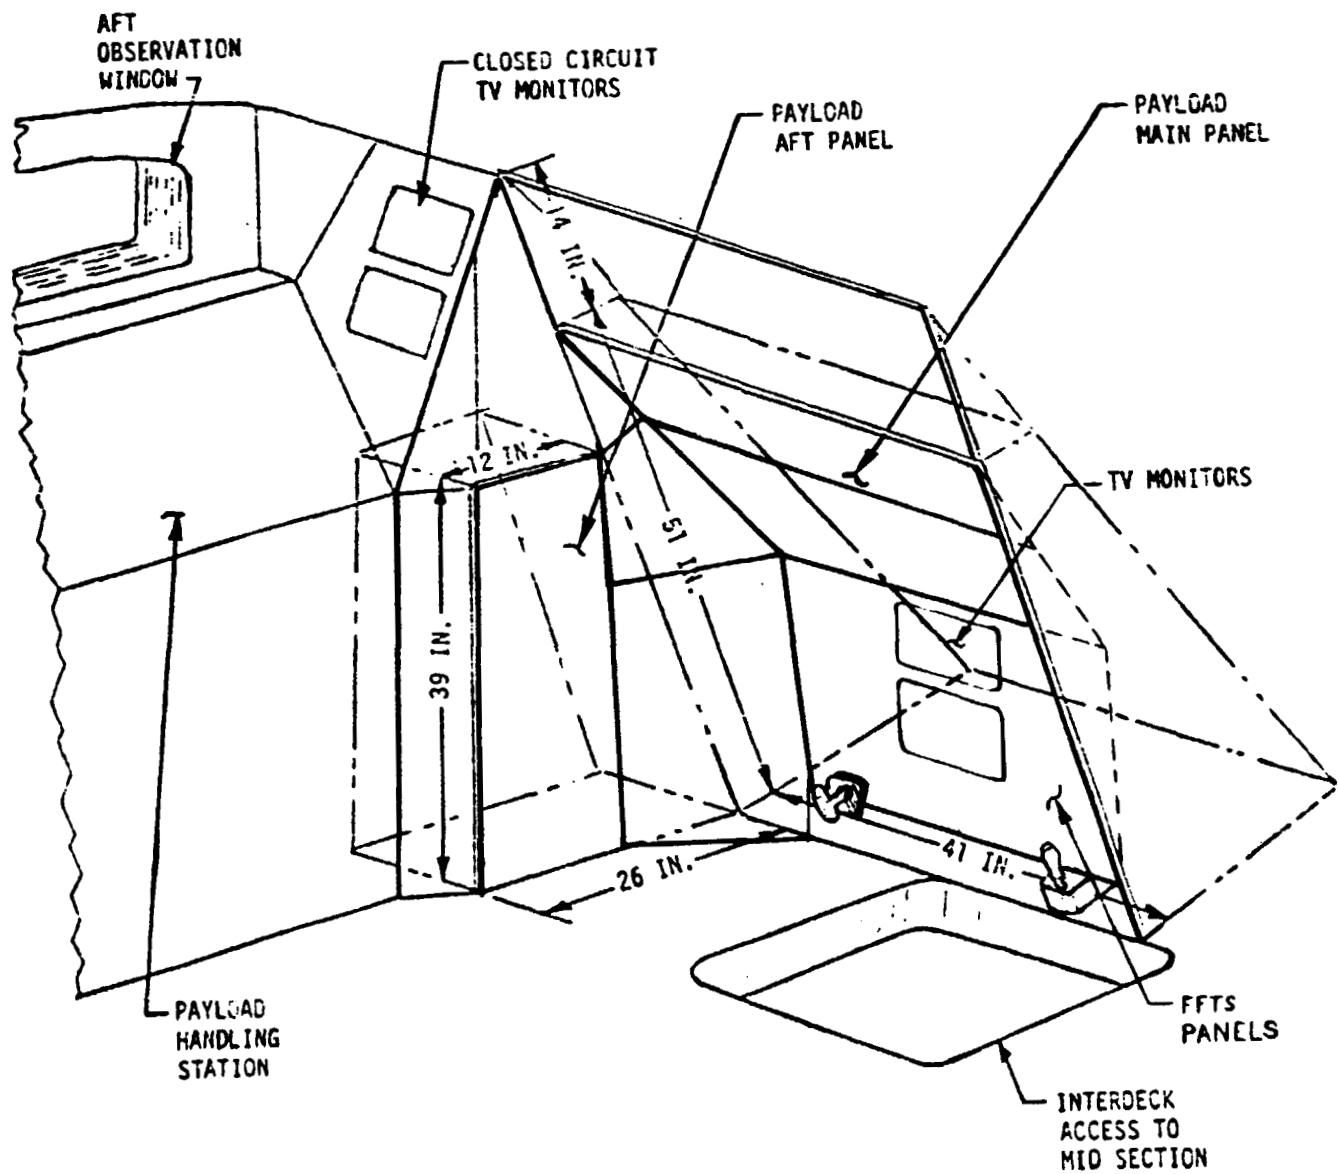 AFT
OBSERVATION
WINDOW
CLOSED CIRCUIT
TV MONITORS
PAYLOAD
AFT PANEL
PAYLOAD
MAIN PANEL
14 IN.
12 IN.
TV MONITORS
51 IN.
39 IN.
41 IN.
26 IN.
PAYLOAD
HANDLING
STATION
FFTS
PANELS
INTERDECK
ACCESS TO
MID SECTION